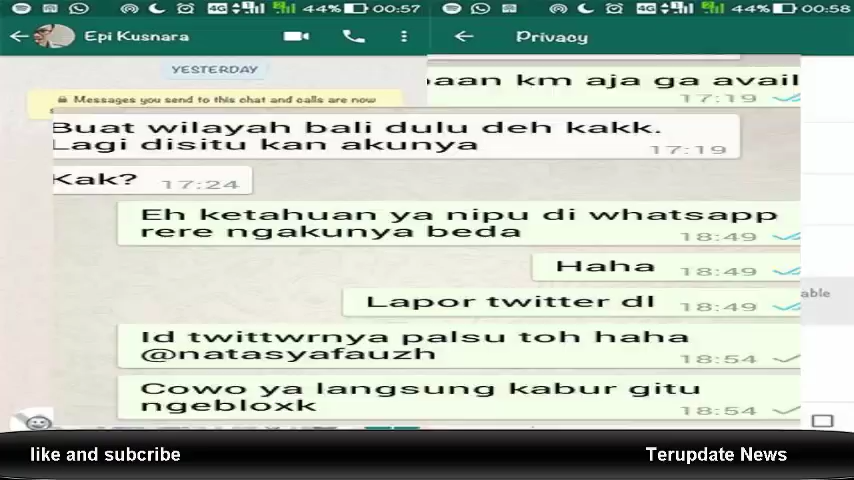 4G 44% 00:57
4G 44% 00:58
Epi Kusnara
Privacy
YESTERDAY
Messages you send to this chat and calls are now
aan km aja ga avail
17:19
Buat wilayah bali dulu deh kakk.
Lagi disitu kan akunya
17:19
Kak?
17:24
Eh ketahuan ya nipu di whatsapp
rere ngakunya beda
18:49
Haha
18:49
Lapor twitter dl
18:49
Id twittwrnya palsu toh haha
@natasyafauzh
18:54
Cowo ya langsung kabur gitu
ngebloxk
18:54
able
like and subcribe
Terupdate News